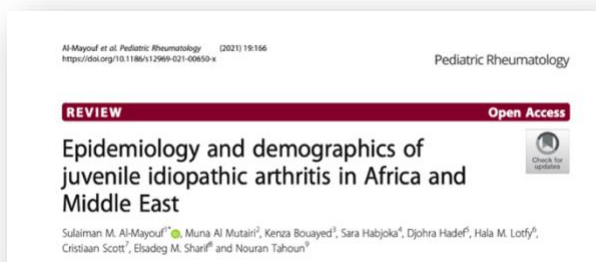 Al-Mayouf et al. Pediatric Rheumatology (2021) 19:166
https://doi.org/10.1186/s12969-021-00650-x
Pediatric Rheumatology
REVIEW
Open Access
Epidemiology and demographics of
juvenile idiopathic arthritis in Africa and
Middle East
Check for
updates
Sulaiman M. Al-Mayouf1*, Muna Al Mutairi2, Kenza Bouayed3, Sara Habjoka4, Djohra Hadef5, Hala M. Lotfy6,
Cristiaan Scott7, Elsadeg M. Sharif8 and Nouran Tahoun9